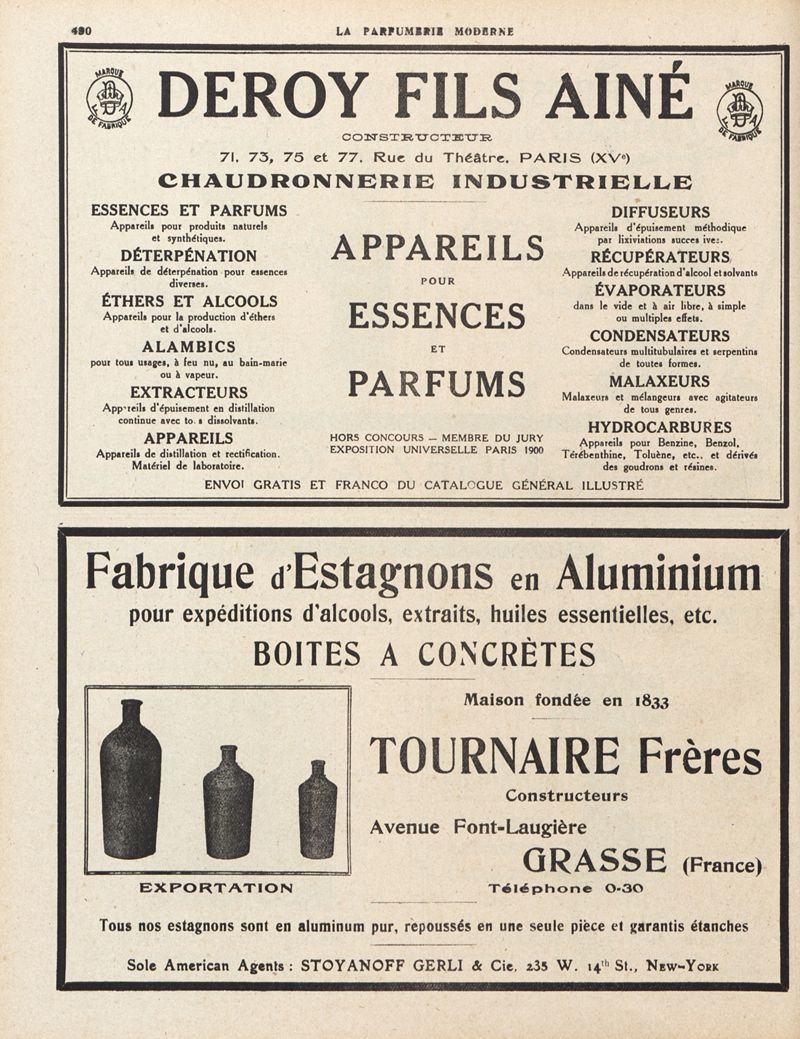 490
LA PARFUMERIE MODERNE
MARQUE
DE FABRIQUE
DEROY FILS AINÉ
MARQUE
DE FABRIQUE
CONSTRUCTEUR
71, 73, 75 et 77, Rue du Théâtre, PARIS (XVe)
CHAUDRONNERIE INDUSTRIELLE
ESSENCES ET PARFUMS
Appareils pour produits naturels
et synthétiques.
DÉTERPÉNATION
Appareils de déterpénation pour essences
diverses.
ÉTHERS ET ALCOOLS
Appareils pour la production d'éthers
et d'alcools.
ALAMBICS
pour tous usages, à feu nu, au bain-marie
ou à vapeur.
EXTRACTEURS
Appareils d'épuisement en distillation
continue avec to.s dissolvants.
APPAREILS
Appareils de distillation et rectification.
Matériel de laboratoire.
APPAREILS
POUR
ESSENCES
ET
PARFUMS
HORS CONCOURS — MEMBRE DU JURY
EXPOSITION UNIVERSELLE PARIS 1900
DIFFUSEURS
Appareils d'épuisement méthodique
par lixiviations succes ives.
RÉCUPÉRATEURS
Appareils de récupération d'alcool et solvants
ÉVAPORATEURS
dans le vide et à air libre, à simple
ou multiples effets.
CONDENSATEURS
Condensateurs multitubulaires et serpentins
de toutes formes.
MALAXEURS
Malaxeurs et mélangeurs avec agitateurs
de tous genres.
HYDROCARBURES
Appareils pour Benzine, Benzol,
Térébenthine, Toluène, etc.. et dérivés
des goudrons et résines.
ENVOI GRATIS ET FRANCO DU CATALOGUE GÉNÉRAL ILLUSTRÉ
Fabrique d'Estagnons en Aluminium
pour expéditions d'alcools, extraits, huiles essentielles, etc.
BOITES A CONCRÈTES
Maison fondée en 1833
TOURNAIRE Frères
Constructeurs
Avenue Font-Laugière
GRASSE (France)
Téléphone 0-30
EXPORTATION
Tous nos estagnons sont en aluminum pur, repoussés en une seule pièce et garantis étanches
Sole American Agents : STOYANOFF GERLI & Cie, 235 W. 14th St., NEW-YORK